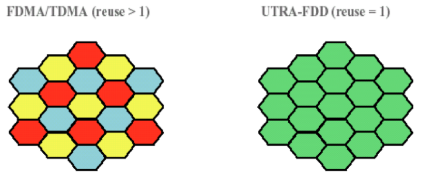 FDMA/TDMA (reuse > 1)
UTRA-FDD (reuse = 1)